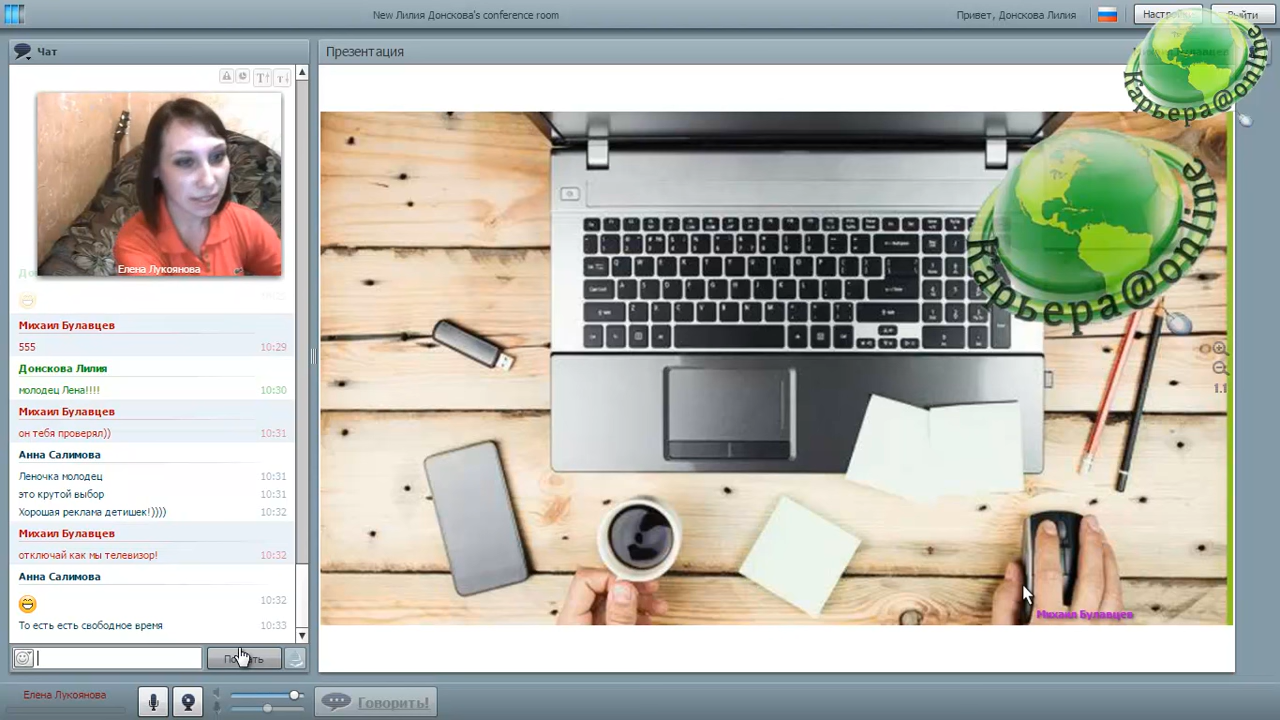 New Лилия Донскова's conference room
Привет, Донскова Лилия
Выйти
Чат
Презентация
Елена Лукоянова
Михаил Булавцев
555 10:29
Донскова Лилия
молодец Лена!!!! 10:30
Михаил Булавцев
он тебя проверял)) 10:31
Анна Салимова
Леночка молодец 10:31
это крутой выбор 10:31
Хорошая реклама детишек!)))) 10:32
Михаил Булавцев
отключай как мы телевизор! 10:32
Анна Салимова
10:32
То есть есть свободное время 10:33
Елена Лукоянова
Говорить!
Карьера@online
Карьера@online
Михаил Булавцев
1:1